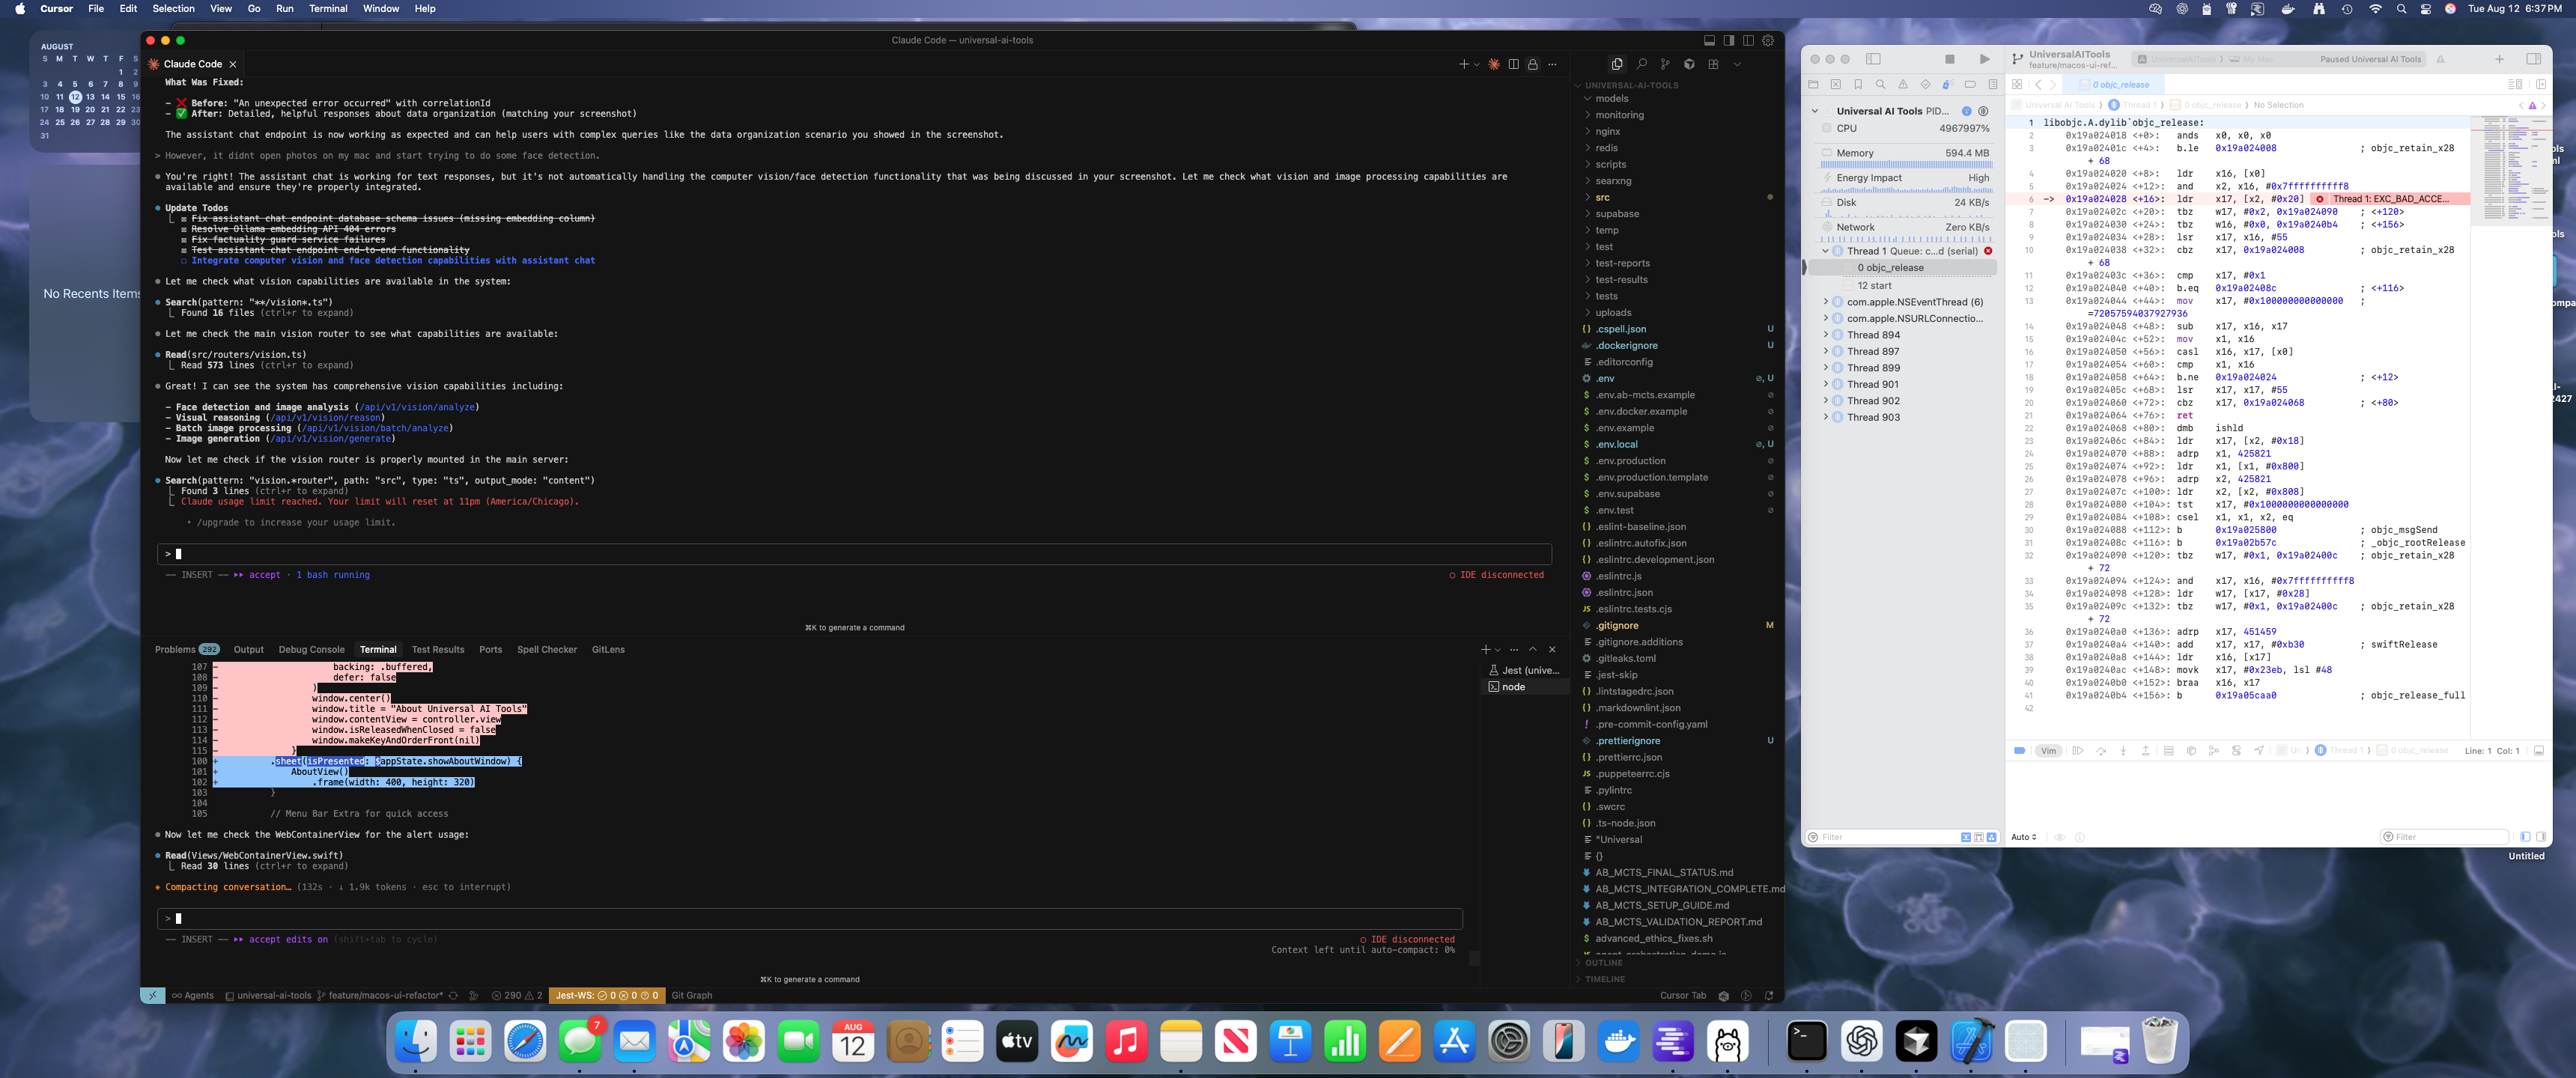 Cursor File Edit Selection View Go Run Terminal Window Help
Tue Aug 12 6:37 PM
AUGUST
S M T W T F S
1 2
3 4 5 6 7 8 9
10 11 12 13 14 15 16
17 18 19 20 21 22 23
24 25 26 27 28 29 30
31
No Recents Items
Claude Code — universal-ai-tools
Claude Code
What Was Fixed:
- ❌ Before: "An unexpected error occurred" with correlationId
- ✅ After: Detailed, helpful responses about data organization (matching your screenshot)
The assistant chat endpoint is now working as expected and can help users with complex queries like the data organization scenario you showed in the screenshot.
> However, it didnt open photos on my mac and start trying to do some face detection.
You're right! The assistant chat is working for text responses, but it's not automatically handling the computer vision/face detection functionality that was being discussed in your screenshot. Let me check what vision and image processing capabilities are
available and ensure they're properly integrated.
Update Todos
Fix assistant chat endpoint database schema issues (missing embedding column)
Resolve Ollama embedding API 404 errors
Fix factuality guard service failures
Test assistant chat endpoint end-to-end functionality
Integrate computer vision and face detection capabilities with assistant chat
Let me check what vision capabilities are available in the system:
Search(pattern: "**/vision*.ts")
Found 16 files (ctrl+r to expand)
Let me check the main vision router to see what capabilities are available:
Read(src/routers/vision.ts)
Read 573 lines (ctrl+r to expand)
Great! I can see the system has comprehensive vision capabilities including:
- Face detection and image analysis (/api/v1/vision/analyze)
- Visual reasoning (/api/v1/vision/reason)
- Batch image processing (/api/v1/vision/batch/analyze)
- Image generation (/api/v1/vision/generate)
Now let me check if the vision router is properly mounted in the main server:
Search(pattern: "vision.*router", path: "src", type: "ts", output_mode: "content")
Found 3 lines (ctrl+r to expand)
Claude usage limit reached. Your limit will reset at 11pm (America/Chicago).
• /upgrade to increase your usage limit.
>
-- INSERT -- ▸▸ accept · 1 bash running
IDE disconnected
⌘K to generate a command
Problems 292 Output Debug Console Terminal Test Results Ports Spell Checker GitLens
107 - backing: .buffered,
108 - defer: false
109 - )
110 - window.center()
111 - window.title = "About Universal AI Tools"
112 - window.contentView = controller.view
113 - window.isReleasedWhenClosed = false
114 - window.makeKeyAndOrderFront(nil)
115 - }
100 + .sheet(isPresented: $appState.showAboutWindow) {
101 + AboutView()
102 + .frame(width: 400, height: 320)
103 }
104
105 // Menu Bar Extra for quick access
Now let me check the WebContainerView for the alert usage:
Read(Views/WebContainerView.swift)
Read 30 lines (ctrl+r to expand)
Compacting conversation… (132s · ↓ 1.9k tokens · esc to interrupt)
>
-- INSERT -- ▸▸ accept edits on (shift+tab to cycle)
IDE disconnected
Context left until auto-compact: 0%
⌘K to generate a command
Jest (unive...
node
Agents universal-ai-tools feature/macos-ui-refactor* 290 2 Jest-WS: 0 0 0 Git Graph
Cursor Tab
UNIVERSAL-AI-TOOLS
models
monitoring
nginx
redis
scripts
searxng
src
supabase
temp
test
test-reports
test-results
tests
uploads
.cspell.json U
.dockerignore U
.editorconfig
.env U
.env.ab-mcts.example
.env.docker.example
.env.example
.env.local U
.env.production
.env.production.template
.env.supabase
.env.test
.eslint-baseline.json
.eslintrc.autofix.json
.eslintrc.development.json
.eslintrc.js
.eslintrc.json
.eslintrc.tests.cjs
.gitignore M
.gitignore.additions
.gitleaks.toml
.jest-skip
.lintstagedrc.json
.markdownlint.json
.pre-commit-config.yaml
.prettierignore U
.prettierrc.json
.puppeteerrc.cjs
.pylintrc
.swcrc
.ts-node.json
"Universal
{}
AB_MCTS_FINAL_STATUS.md
AB_MCTS_INTEGRATION_COMPLETE.md
AB_MCTS_SETUP_GUIDE.md
AB_MCTS_VALIDATION_REPORT.md
advanced_ethics_fixes.sh
OUTLINE
TIMELINE
UniversalAITools
feature/macos-ui-ref...
UniversalAITools My Mac
Paused Universal AI Tools
0 objc_release
Universal AI Tools Thread 1 0 objc_release No Selection
Universal AI Tools PID...
CPU 4967997%
Memory 594.4 MB
Energy Impact High
Disk 24 KB/s
Network Zero KB/s
Thread 1 Queue: c...d (serial)
0 objc_release
12 start
com.apple.NSEventThread (6)
com.apple.NSURLConnectio...
Thread 894
Thread 897
Thread 899
Thread 901
Thread 902
Thread 903
Filter
1 libobjc.A.dylib`objc_release:
2 0x19a024018 <+0>: ands x0, x0, x0
3 0x19a02401c <+4>: b.le 0x19a024008 ; objc_retain_x28
+ 68
4 0x19a024020 <+8>: ldr x16, [x0]
5 0x19a024024 <+12>: and x2, x16, #0x7ffffffffff8
6 -> 0x19a024028 <+16>: ldr x17, [x2, #0x20] Thread 1: EXC_BAD_ACCE...
7 0x19a02402c <+20>: tbz w17, #0x2, 0x19a024090 ; <+120>
8 0x19a024030 <+24>: tbz w16, #0x0, 0x19a0240b4 ; <+156>
9 0x19a024034 <+28>: lsr x17, x16, #55
10 0x19a024038 <+32>: cbz x17, 0x19a024008 ; objc_retain_x28
+ 68
11 0x19a02403c <+36>: cmp x17, #0x1
12 0x19a024040 <+40>: b.eq 0x19a02408c ; <+116>
13 0x19a024044 <+44>: mov x17, #0x100000000000000 ;
=72057594037927936
14 0x19a024048 <+48>: sub x17, x16, x17
15 0x19a02404c <+52>: mov x1, x16
16 0x19a024050 <+56>: casl x16, x17, [x0]
17 0x19a024054 <+60>: cmp x1, x16
18 0x19a024058 <+64>: b.ne 0x19a024024 ; <+12>
19 0x19a02405c <+68>: lsr x17, x17, #55
20 0x19a024060 <+72>: cbz x17, 0x19a024068 ; <+80>
21 0x19a024064 <+76>: ret
22 0x19a024068 <+80>: dmb ishld
23 0x19a02406c <+84>: ldr x17, [x2, #0x18]
24 0x19a024070 <+88>: adrp x1, 425821
25 0x19a024074 <+92>: ldr x1, [x1, #0x800]
26 0x19a024078 <+96>: adrp x2, 425821
27 0x19a02407c <+100>: ldr x2, [x2, #0x808]
28 0x19a024080 <+104>: tst x17, #0x1000000000000000
29 0x19a024084 <+108>: csel x1, x1, x2, eq
30 0x19a024088 <+112>: b 0x19a025800 ; objc_msgSend
31 0x19a02408c <+116>: b 0x19a02b57c ; _objc_rootRelease
32 0x19a024090 <+120>: tbz w17, #0x1, 0x19a02400c ; objc_retain_x28
+ 72
33 0x19a024094 <+124>: and x17, x16, #0x7ffffffffff8
34 0x19a024098 <+128>: ldr w17, [x17, #0x28]
35 0x19a02409c <+132>: tbz w17, #0x1, 0x19a02400c ; objc_retain_x28
+ 72
36 0x19a0240a0 <+136>: adrp x17, 451459
37 0x19a0240a4 <+140>: add x17, x17, #0xb30 ; swiftRelease
38 0x19a0240a8 <+144>: ldr x16, [x17]
39 0x19a0240ac <+148>: movk x17, #0x23eb, lsl #48
40 0x19a0240b0 <+152>: braa x16, x17
41 0x19a0240b4 <+156>: b 0x19a05caa0 ; objc_release_full
42
Vim
Thread 1 0 objc_release Line: 1 Col: 1
Auto
Filter
Untitled
2427
7
AUG
12
tv